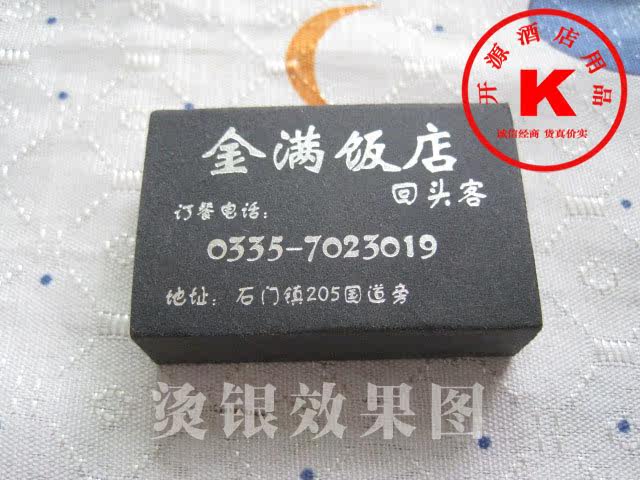 开源酒店用品
K
诚信经商 货真价实
金满饭店
回头客
订餐电话:
0335-7023019
地址: 石门镇205国道旁
烫银效果图